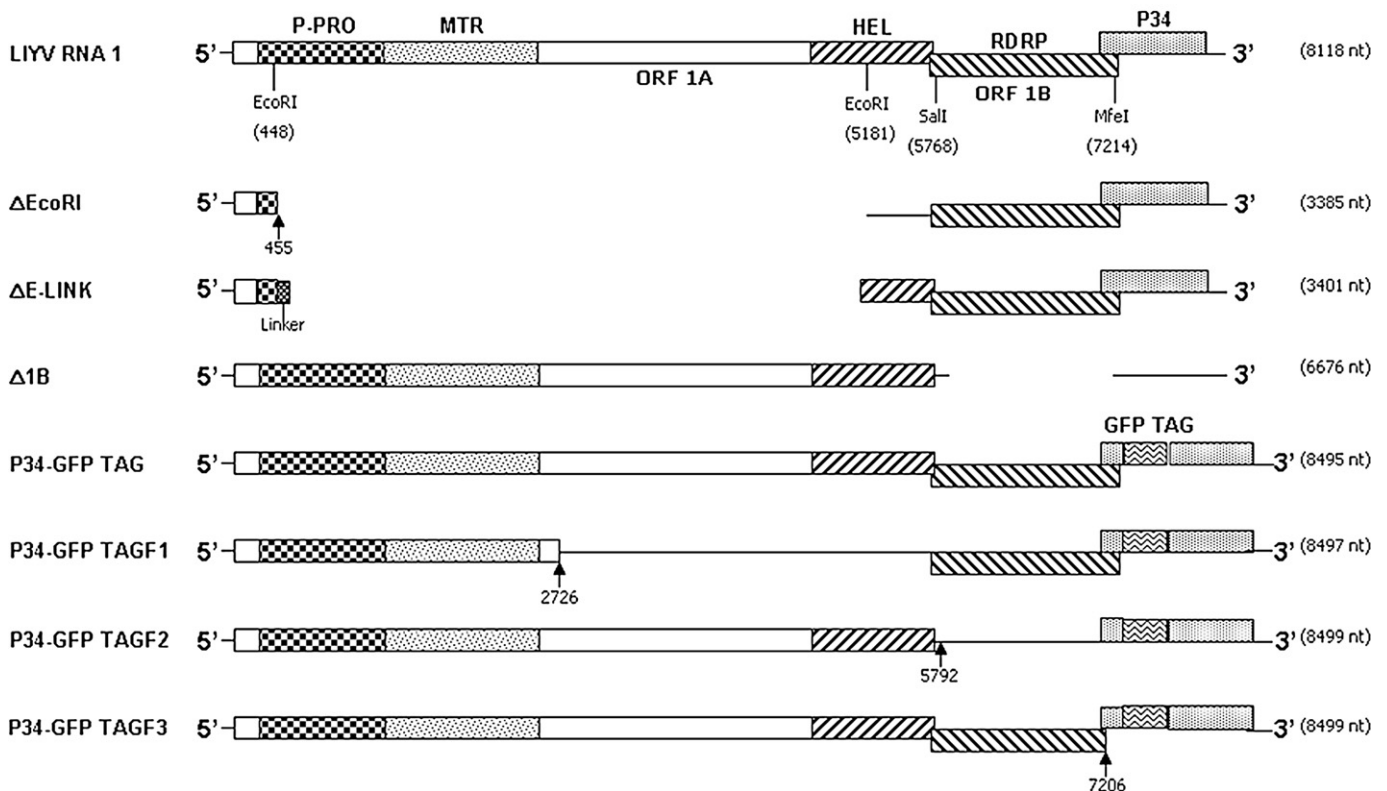 P-PRO MTR HEL RDRP P34
LIYV RNA 1 5' 3' (8118 nt)
ORF 1A ORF 1B
EcoRI EcoRI SalI MfeI
(448) (5181) (5768) (7214)
ΔEcoRI 5' 3' (3385 nt)
455
ΔE-LINK 5' 3' (3401 nt)
Linker
Δ1B 5' 3' (6676 nt)
GFP TAG
P34-GFP TAG 5' 3' (8495 nt)
P34-GFP TAGF1 5' 3' (8497 nt)
2726
P34-GFP TAGF2 5' 3' (8499 nt)
5792
P34-GFP TAGF3 5' 3' (8499 nt)
7206